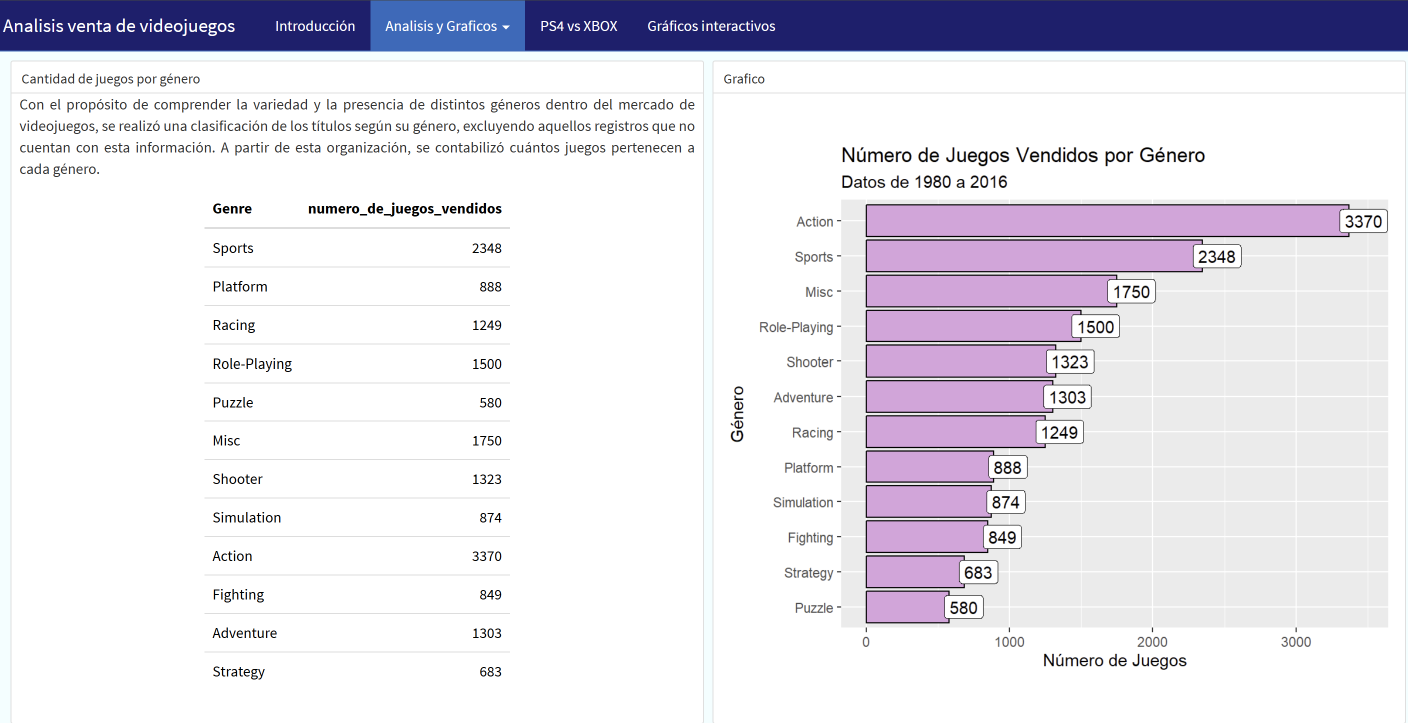 Analisis venta de videojuegos Introducción Analisis y Graficos PS4 vs XBOX Gráficos interactivos
Cantidad de juegos por género
Con el propósito de comprender la variedad y la presencia de distintos géneros dentro del mercado de
videojuegos, se realizó una clasificación de los títulos según su género, excluyendo aquellos registros que no
cuentan con esta información. A partir de esta organización, se contabilizó cuántos juegos pertenecen a
cada género.
Genre numero_de_juegos_vendidos
Sports 2348
Platform 888
Racing 1249
Role-Playing 1500
Puzzle 580
Misc 1750
Shooter 1323
Simulation 874
Action 3370
Fighting 849
Adventure 1303
Strategy 683
Grafico
Número de Juegos Vendidos por Género
Datos de 1980 a 2016
Género
Action 3370
Sports 2348
Misc 1750
Role-Playing 1500
Shooter 1323
Adventure 1303
Racing 1249
Platform 888
Simulation 874
Fighting 849
Strategy 683
Puzzle 580
0 1000 2000 3000
Número de Juegos